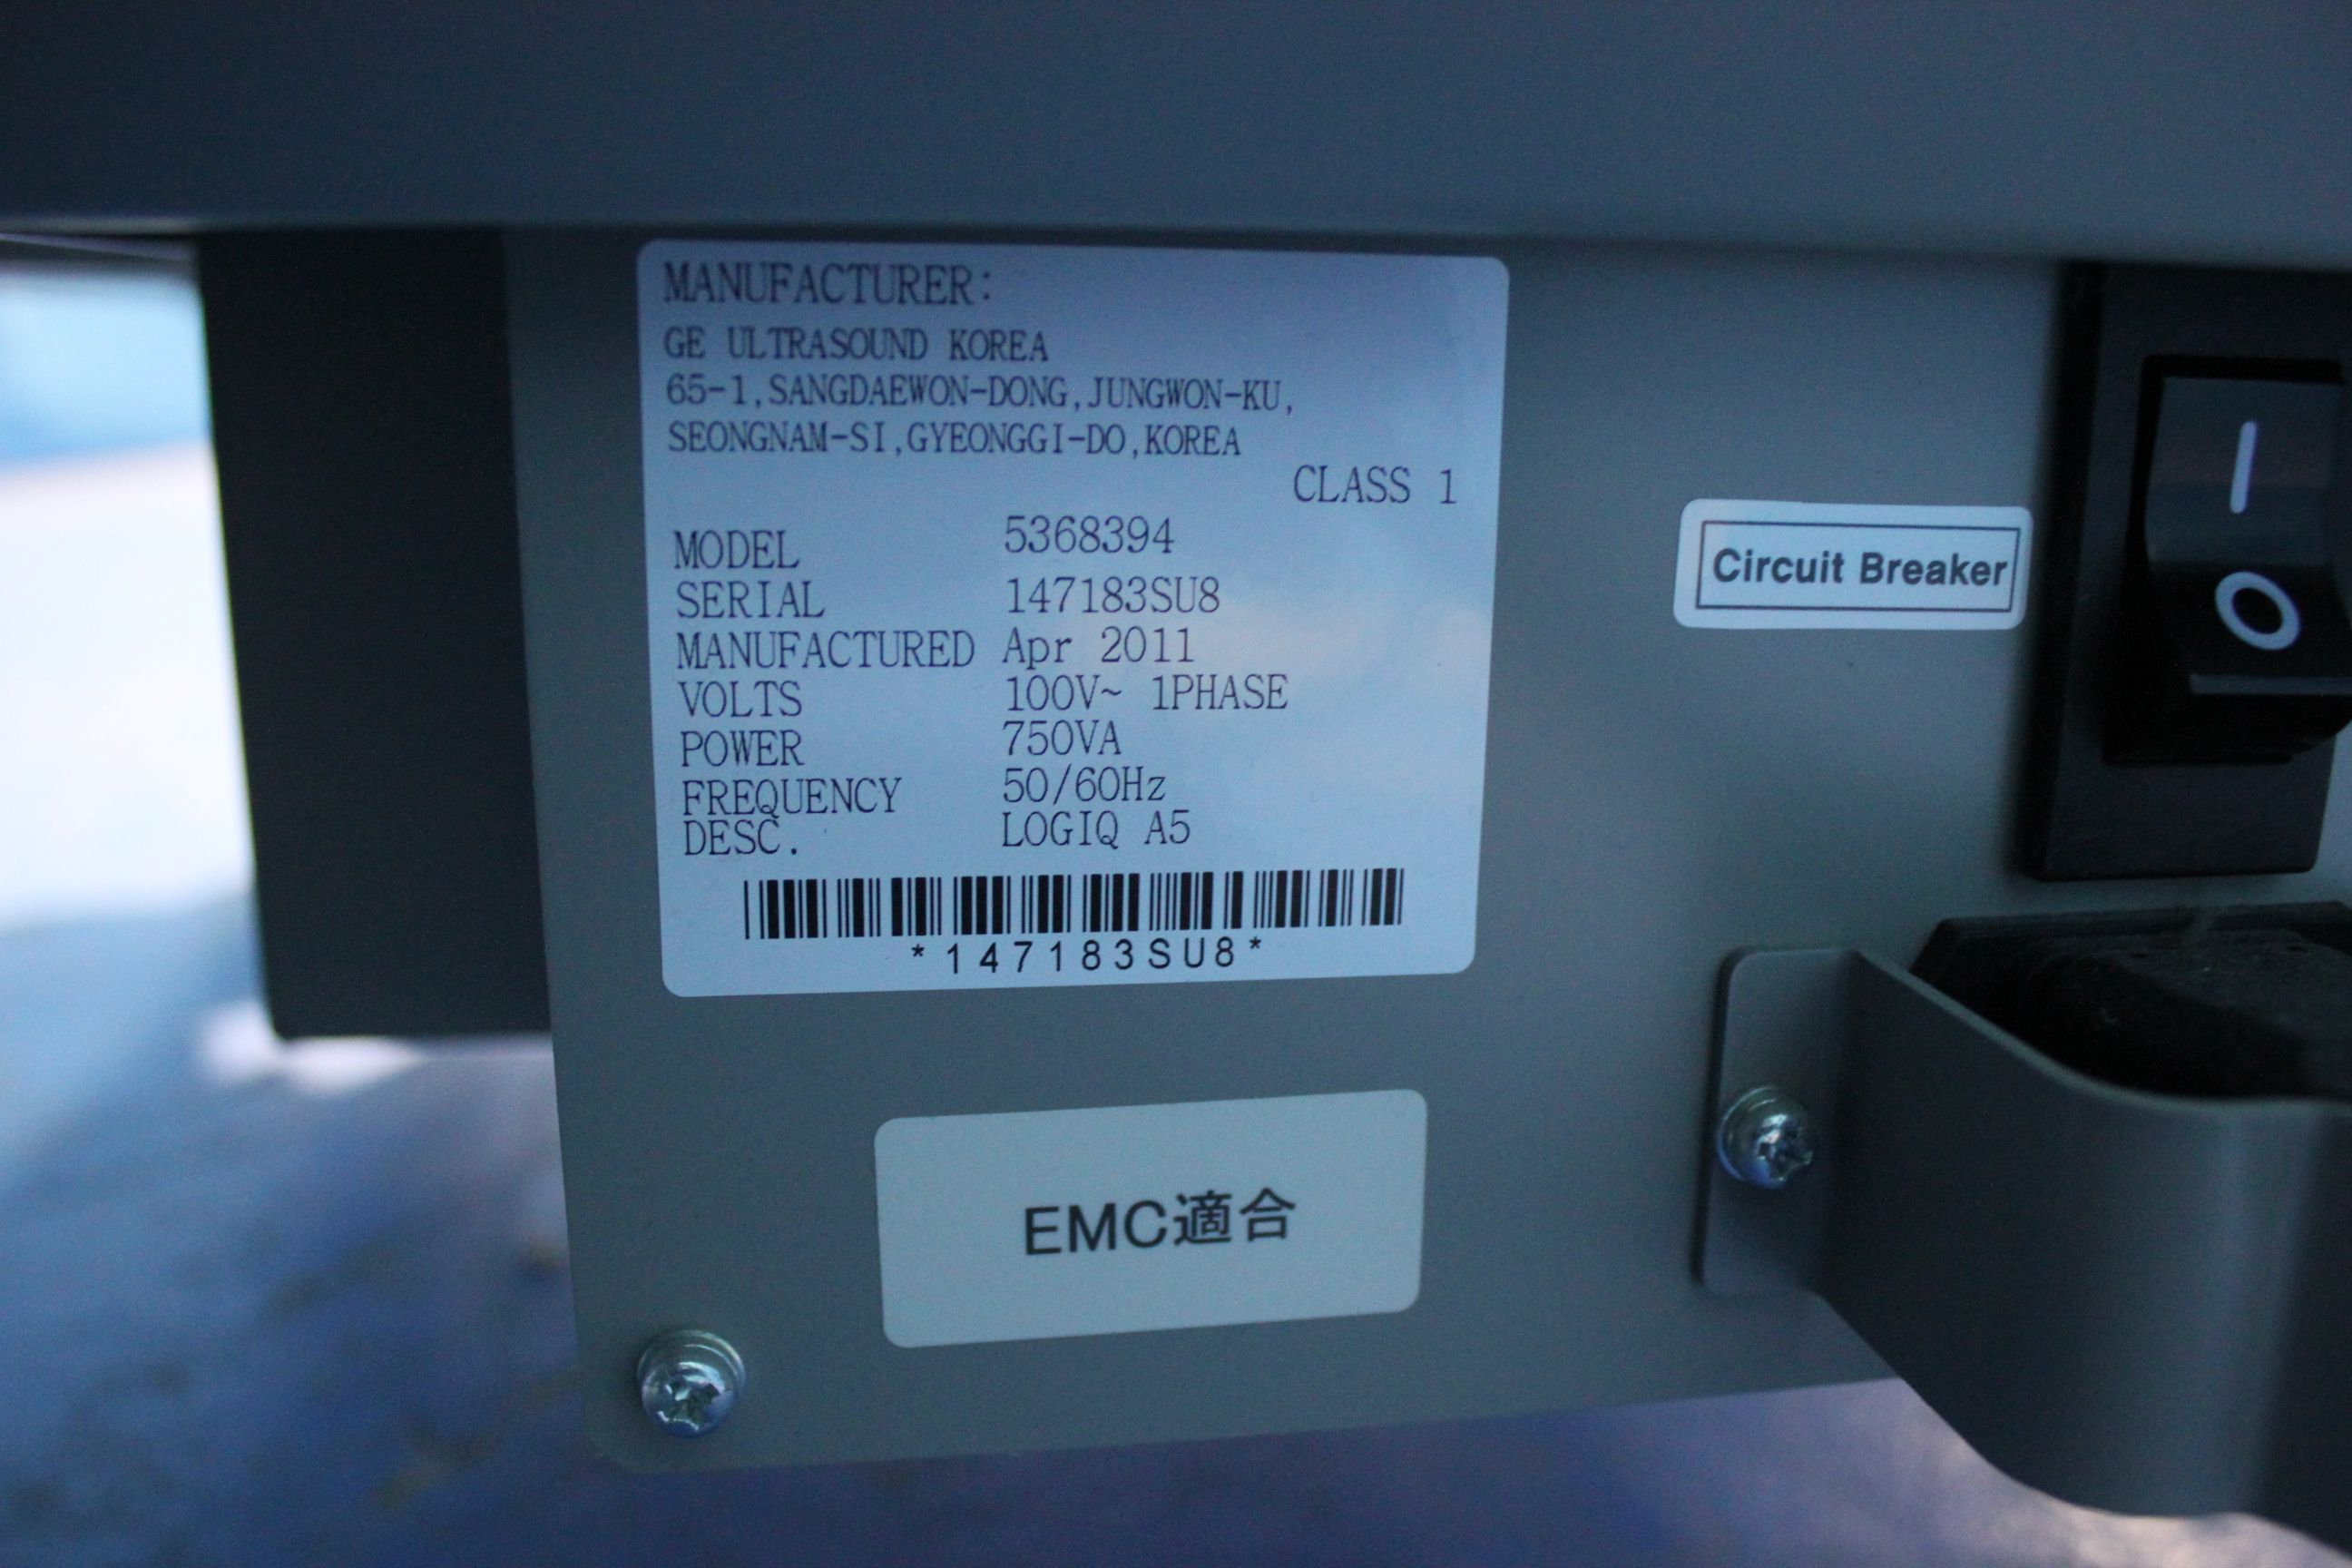 MANUFACTURER:
GE ULTRASOUND KOREA
65-1,SANGDAEWON-DONG,JUNGWON-KU,
SEONGNAM-SI,GYEONGGI-DO,KOREA
CLASS 1
MODEL 5368394
SERIAL 147183SU8
MANUFACTURED Apr 2011
VOLTS 100V~ 1PHASE
POWER 750VA
FREQUENCY 50/60Hz
DESC. LOGIQ A5
*147183SU8*
Circuit Breaker
EMC適合